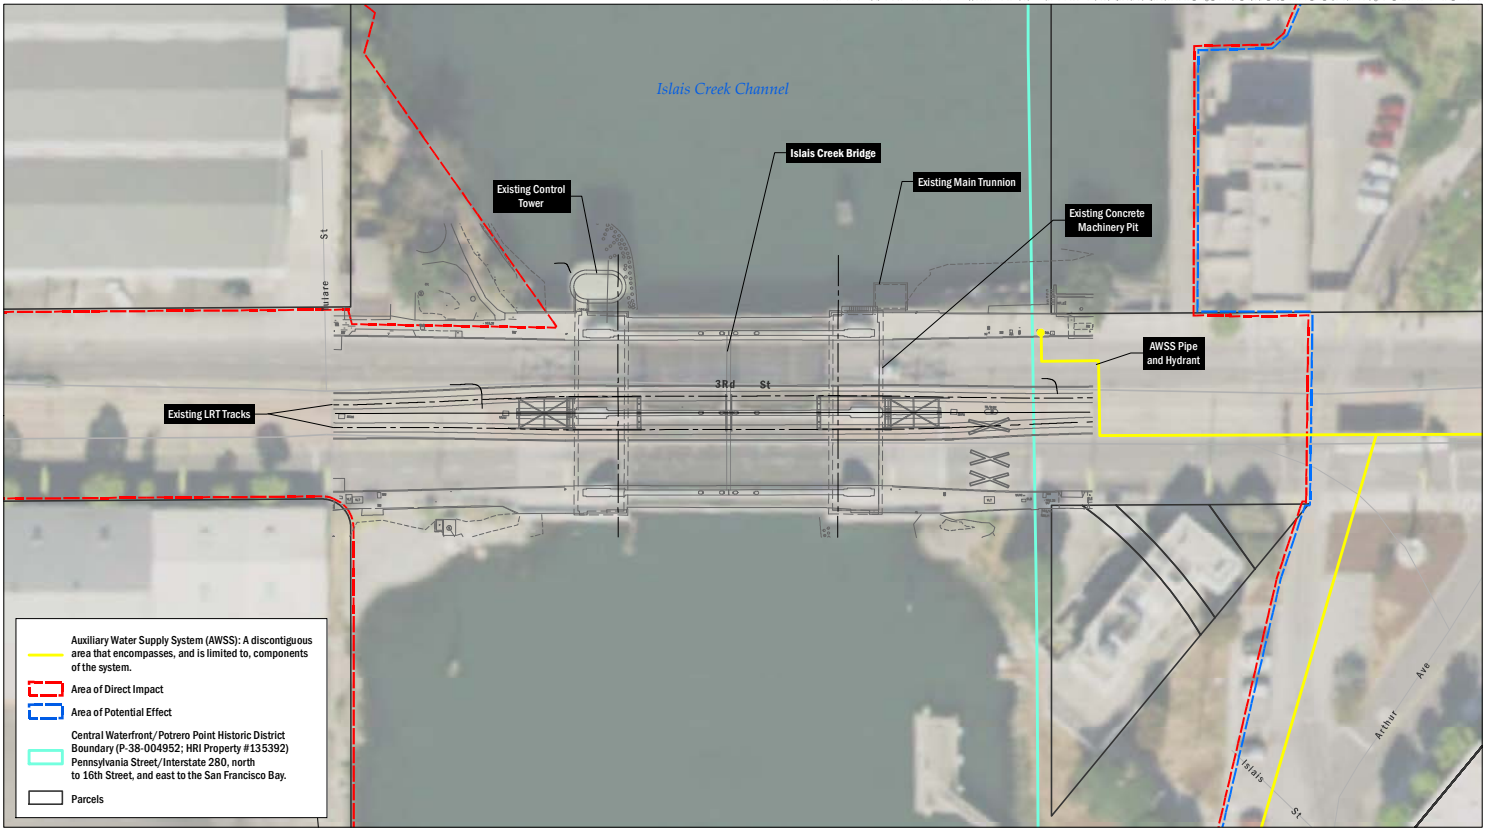 Islais Creek Channel
Islais Creek Bridge
Existing Control
Tower
Existing Main Trunnion
Existing Concrete
Machinery Pit
St
ulare
AWSS Pipe
and Hydrant
3Rd St
Existing LRT Tracks
Auxiliary Water Supply System (AWSS): A discontiguous
area that encompasses, and is limited to, components
of the system.
Area of Direct Impact
Area of Potential Effect
Central Waterfront/Potrero Point Historic District
Boundary (P-38-004952; HRI Property #135392)
Pennsylvania Street/Interstate 280, north
to 16th Street, and east to the San Francisco Bay.
Parcels
Arthur Ave
Islais St